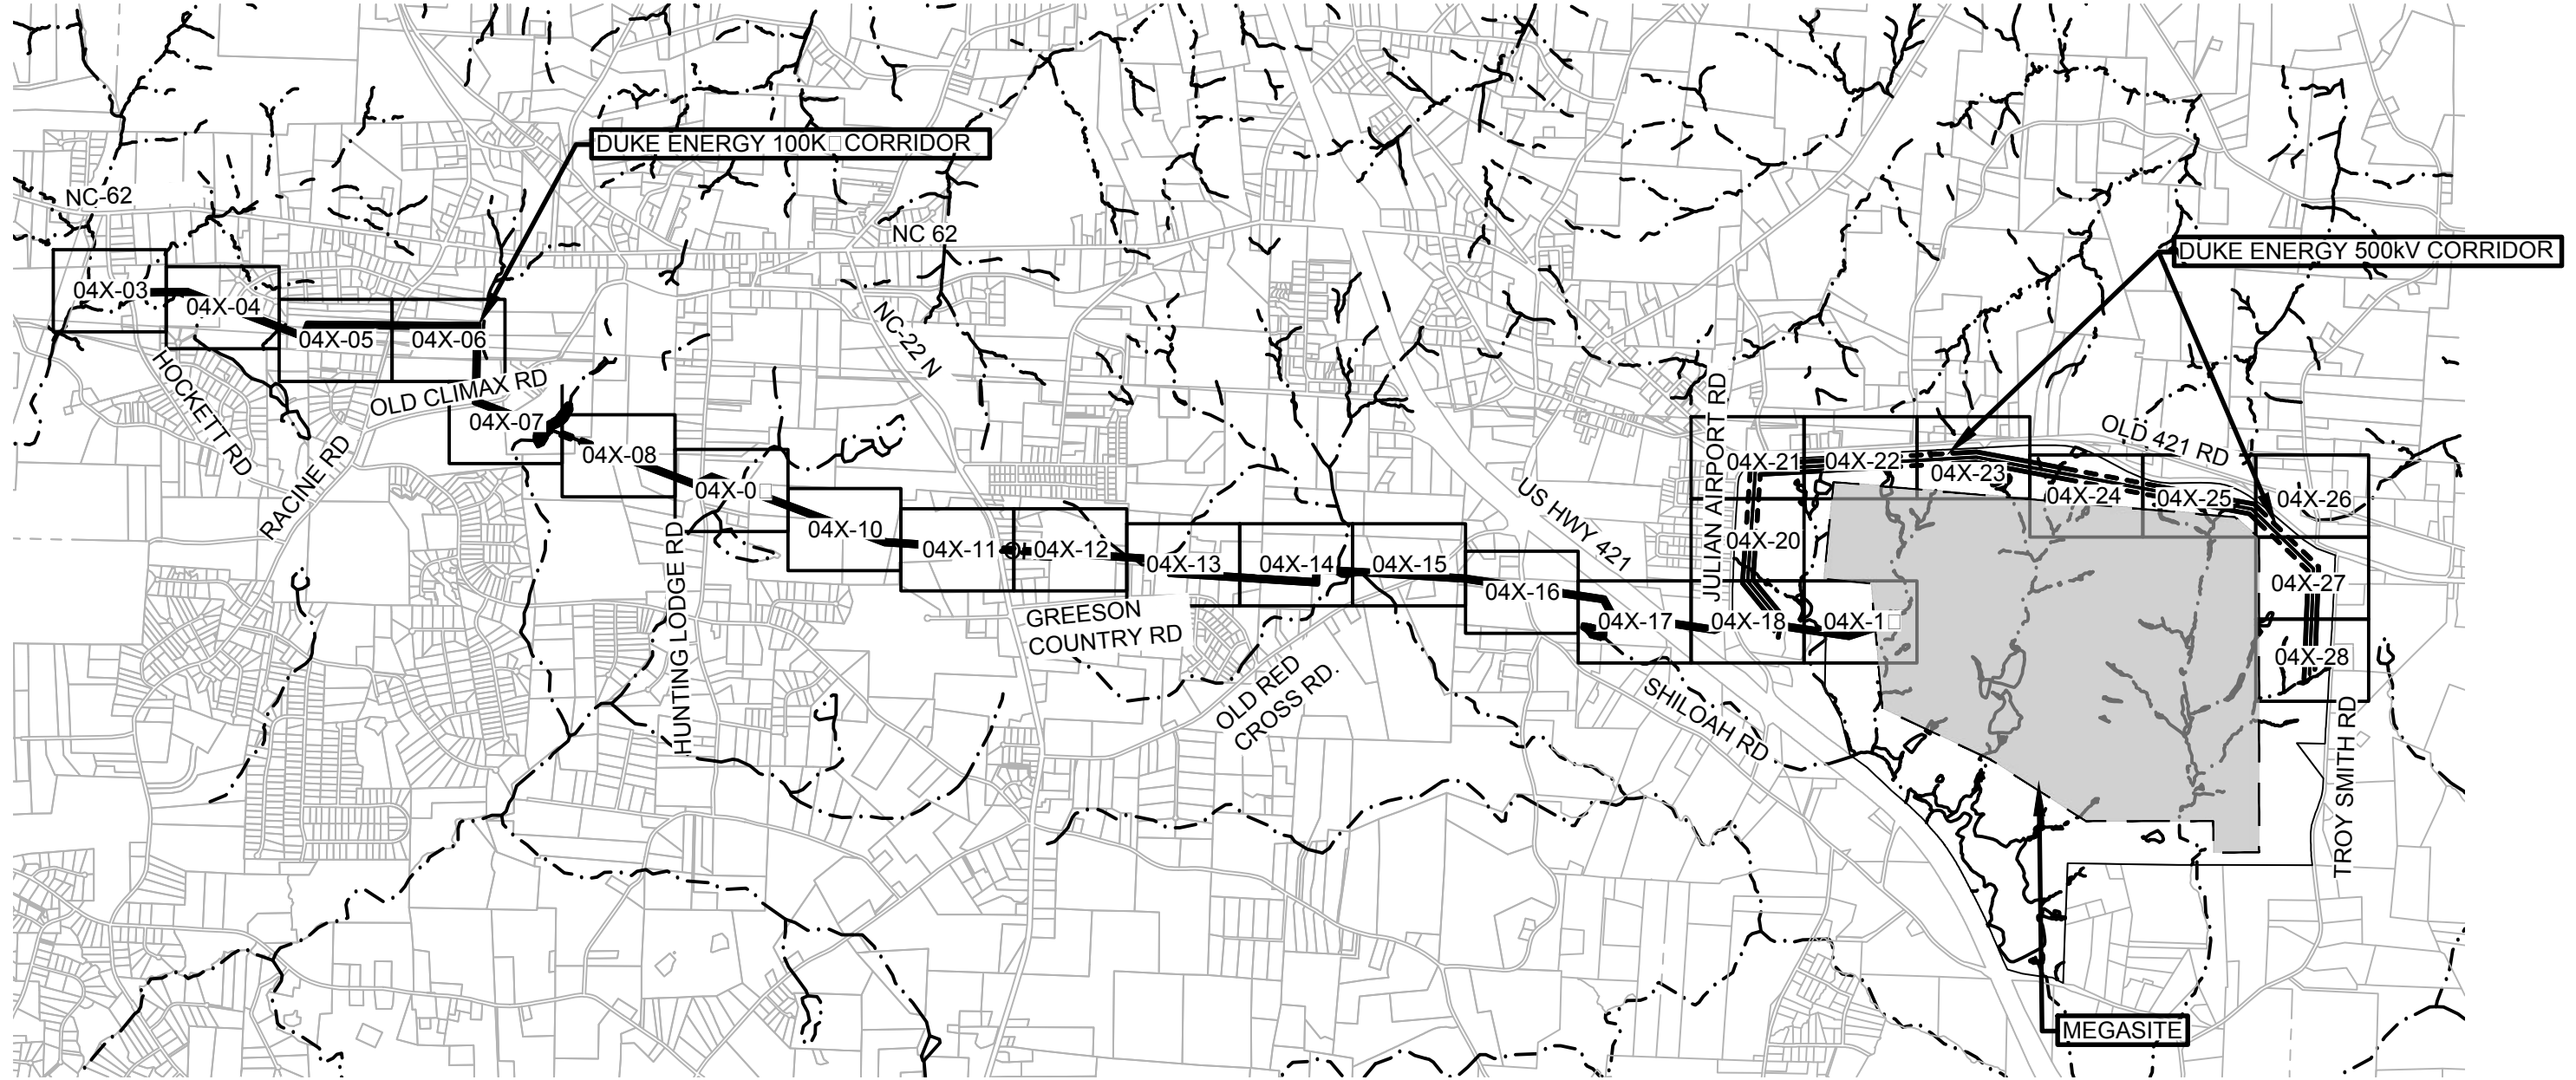 DUKE ENERGY 100K□CORRIDOR
NC-62
NC 62
DUKE ENERGY 500kV CORRIDOR
04X-03
04X-04
04X-05
04X-06
NC-22 N
HOCKETT RD
OLD CLIMAX RD
RACINE RD
04X-07
04X-08
04X-0□
04X-10
HUNTING LODGE RD
04X-11
04X-12
04X-13
04X-14
04X-15
04X-16
04X-17
04X-18
04X-1□
GREESON
COUNTRY RD
OLD RED
CROSS RD.
US HWY 421
SHILOAH RD
JULIAN AIRPORT RD
04X-20
04X-21
04X-22
04X-23
04X-24
04X-25
04X-26
OLD 421 RD
04X-27
04X-28
TROY SMITH RD
MEGASITE